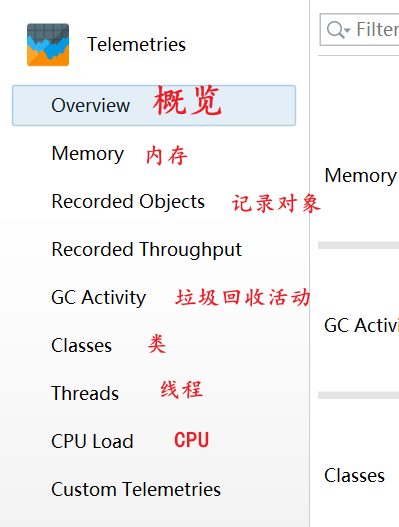 Telemetries
Filter
Overview 概览
Memory 内存
Recorded Objects 记录对象
Memory
Recorded Throughput
GC Activity 垃圾回收活动
GC Activi
Classes 类
Threads 线程
CPU Load CPU
Classes
Custom Telemetries